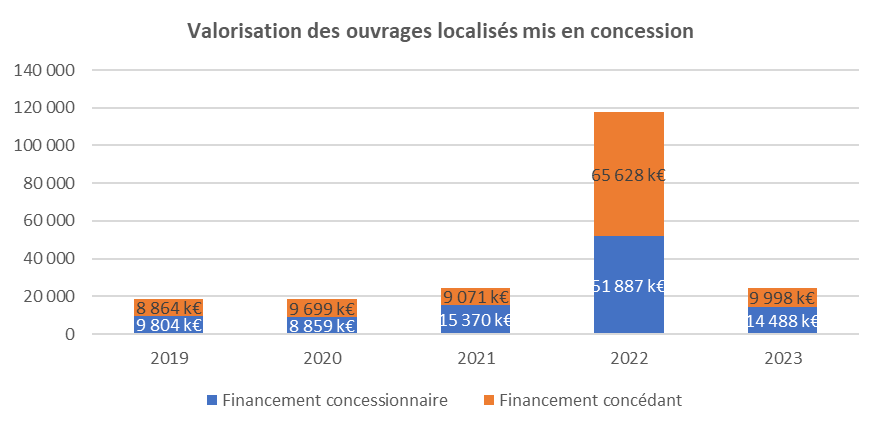 Valorisation des ouvrages localisés mis en concession
140 000
120 000
100 000
80 000
60 000
40 000
20 000
0
65 628 k€
51 887 k€
8 864 k€
9 699 k€
9 071 k€
9 998 k€
9 804 k€
8 859 k€
15 370 k€
14 488 k€
2019 2020 2021 2022 2023
Financement concessionnaire Financement concédant